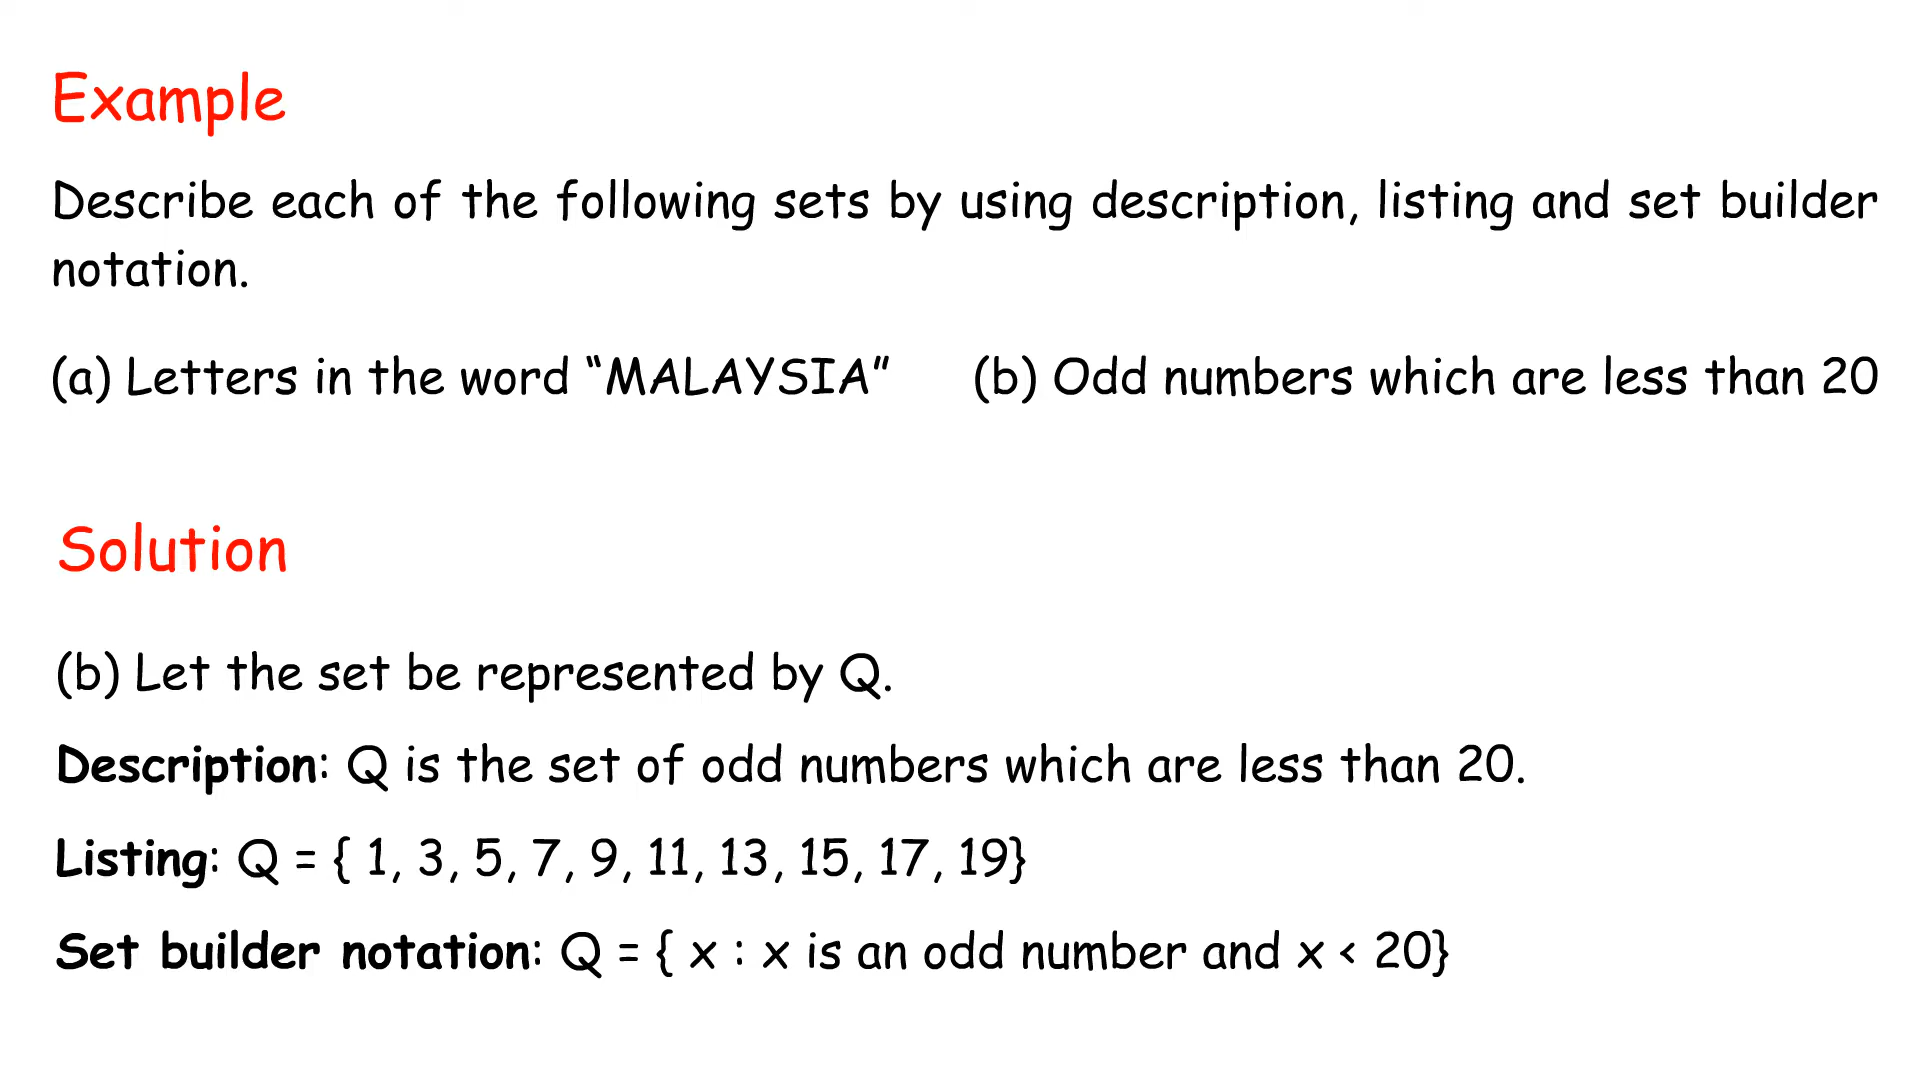 Example
Describe each of the following sets by using description, listing and set builder
notation.
(a) Letters in the word “MALAYSIA” (b) Odd numbers which are less than 20
Solution
(b) Let the set be represented by Q.
Description: Q is the set of odd numbers which are less than 20.
Listing: Q = { 1, 3, 5, 7, 9, 11, 13, 15, 17, 19}
Set builder notation: Q = { x : x is an odd number and x < 20}